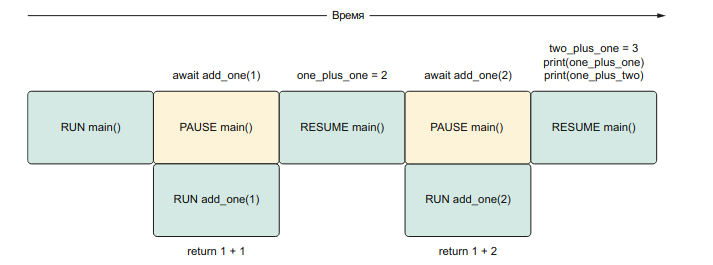 Время
two_plus_one = 3
print(one_plus_one)
print(one_plus_two)
await add_one(1)
one_plus_one = 2
await add_one(2)
RUN main()
PAUSE main()
RESUME main()
PAUSE main()
RESUME main()
RUN add_one(1)
RUN add_one(2)
return 1 + 1
return 1 + 2